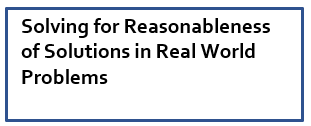 Solving for Reasonableness
of Solutions in Real World
Problems